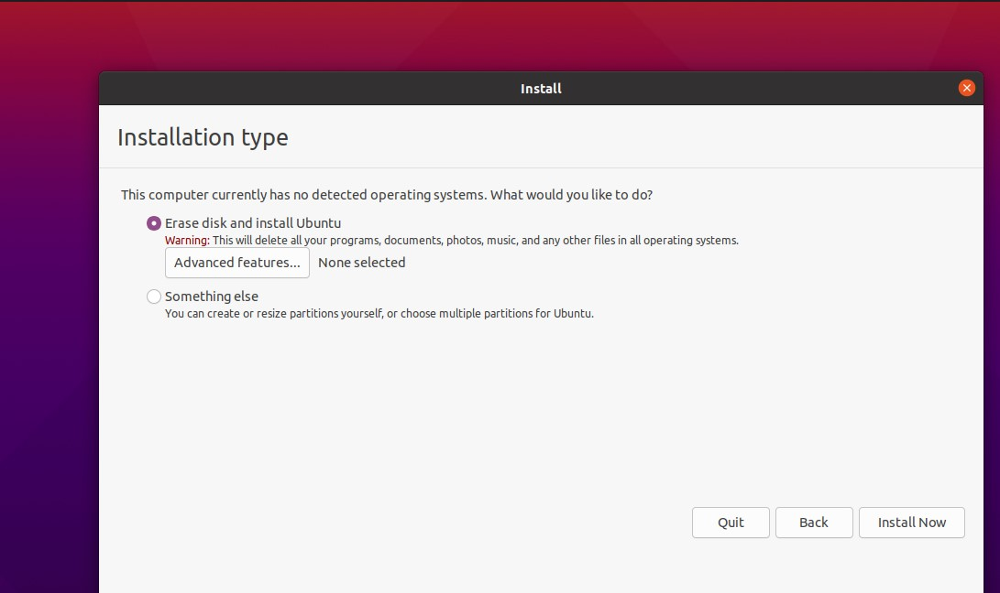 Install
Installation type
This computer currently has no detected operating systems. What would you like to do?
Erase disk and install Ubuntu
Warning: This will delete all your programs, documents, photos, music, and any other files in all operating systems.
Advanced features... None selected
Something else
You can create or resize partitions yourself, or choose multiple partitions for Ubuntu.
Quit Back Install Now